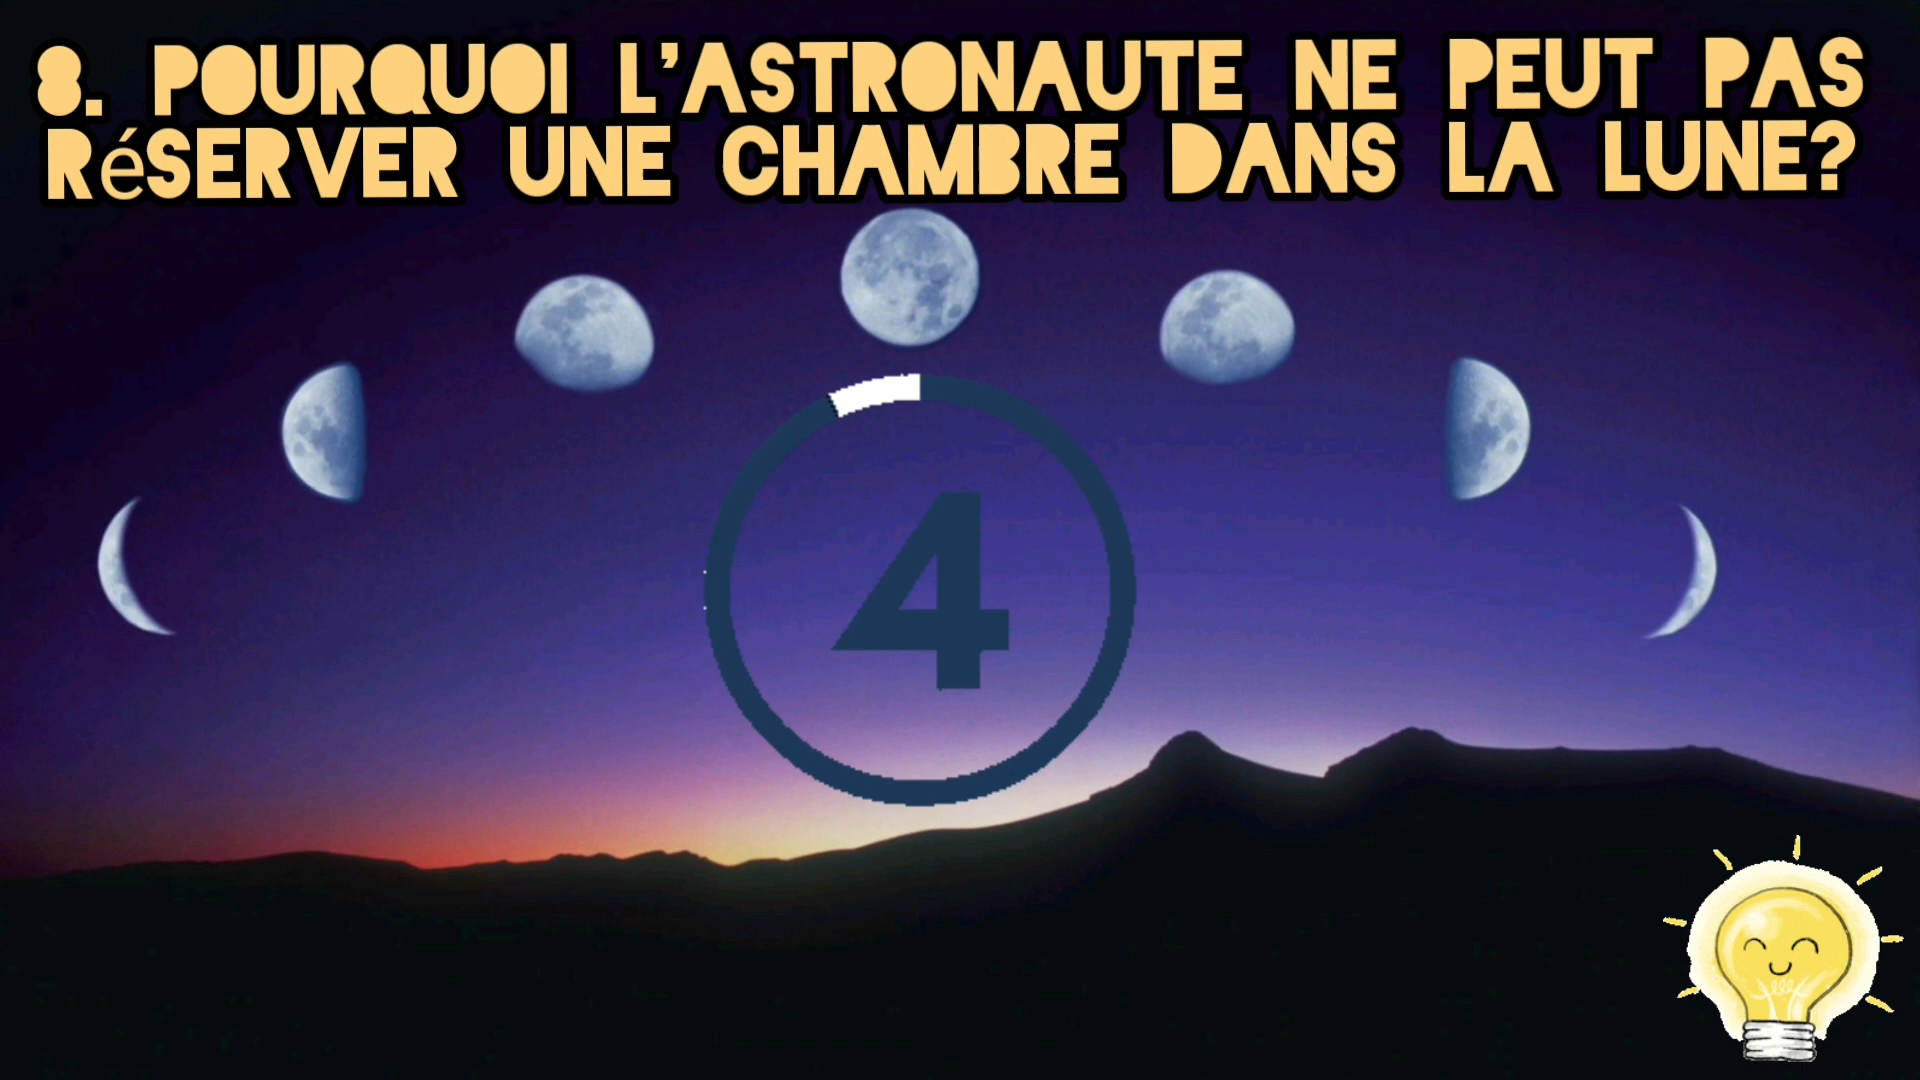 8. POURQUOI L'ASTRONAUTE NE PEUT PAS
RéSERVER UNE CHAMBRE DANS LA LUNE?
4